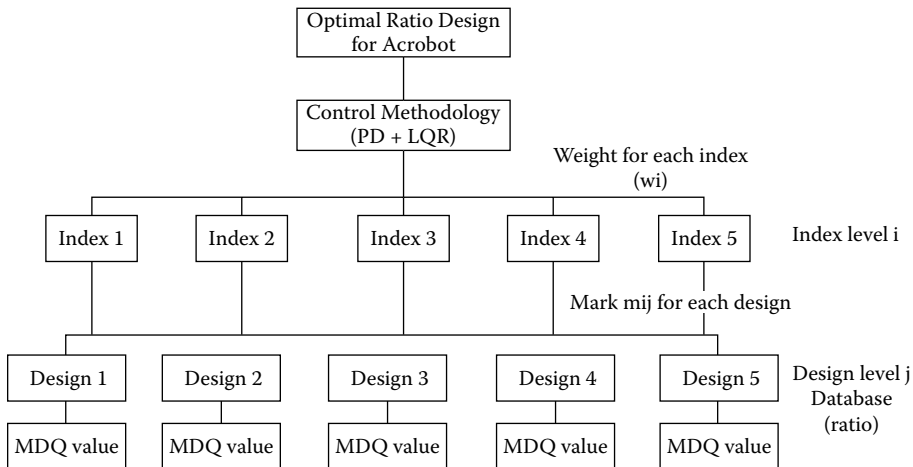 Optimal Ratio Design
for Acrobot
Control Methodology
(PD + LQR)
Weight for each index
(wi)
Index 1
Index 2
Index 3
Index 4
Index 5
Index level i
Mark mij for each design
Design 1
Design 2
Design 3
Design 4
Design 5
Design level j
Database
(ratio)
MDQ value
MDQ value
MDQ value
MDQ value
MDQ value